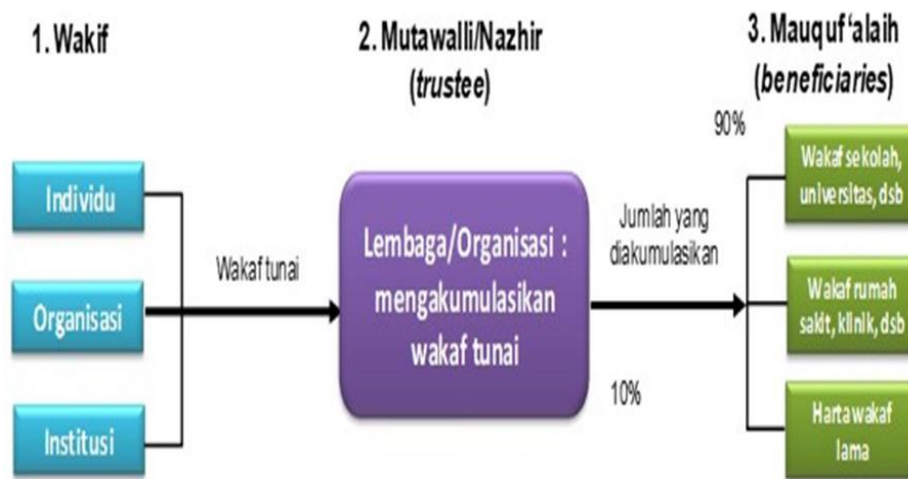 1. Wakif
2. Mutawalli/Nazhir
(trustee)
3. Mauquf ‘alaih
(beneficiaries)
Individu
Organisasi
Institusi
Wakaf tunai
Lembaga/Organisasi :
mengakumulasikan
wakaf tunai
10%
Jumlah yang
diakumulasikan
90%
Wakaf sekolah,
universitas, dsb
Wakaf rumah
sakit, klinik, dsb
Harta wakaf
lama